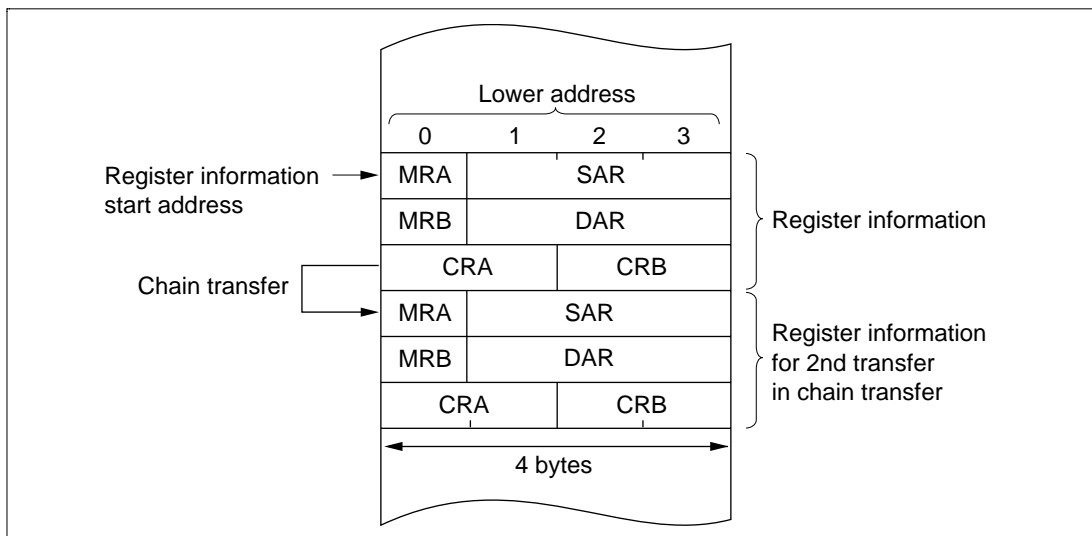 Lower address
0 1 2 3
Register information
start address
MRA SAR
MRB DAR
Register information
CRA CRB
Chain transfer
MRA SAR
Register information
for 2nd transfer
in chain transfer
MRB DAR
CRA CRB
4 bytes